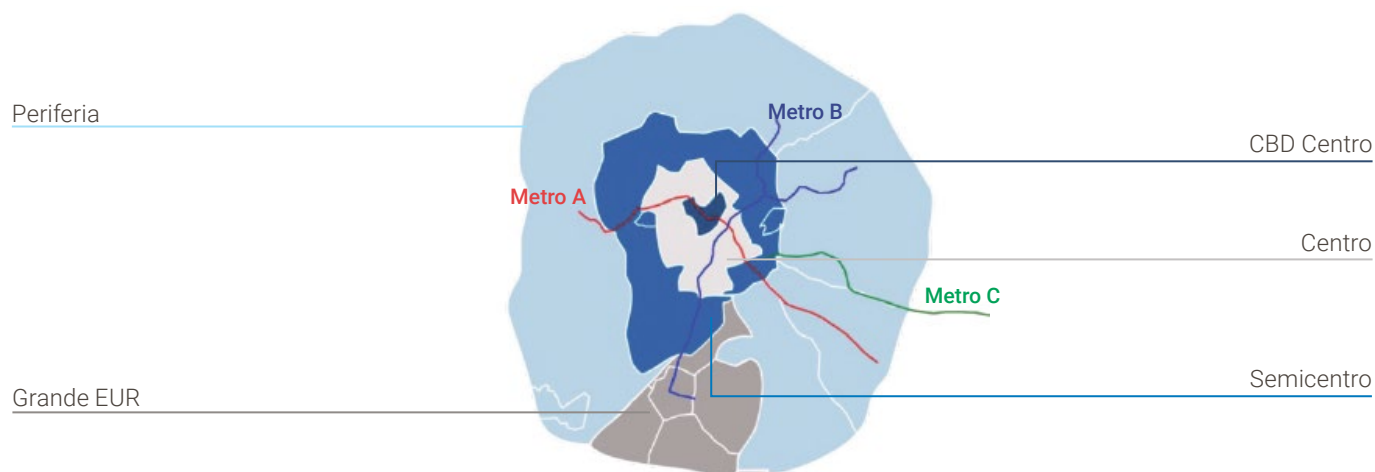 Periferia
Metro B
CBD Centro
Metro A
Centro
Metro C
Semicentro
Grande EUR